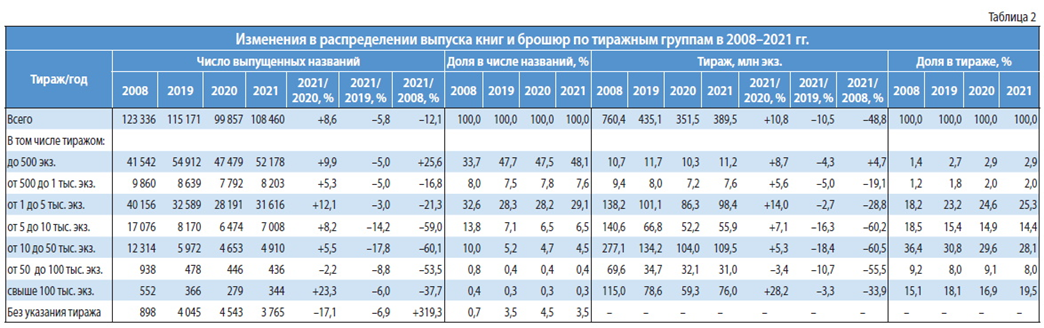 Таблица 2
Изменения в распределении выпуска книг и брошюр по тиражным группам в 2008–2021 гг.
Тираж/год Число выпущенных названий Доля в числе названий, % Тираж, млн экз. Доля в тираже, %
2008 2019 2020 2021 2021/2020, % 2021/2019, % 2021/2008, % 2008 2019 2020 2021 2008 2019 2020 2021 2021/2020, % 2021/2019, % 2021/2008, % 2008 2019 2020 2021
Всего 123 336 115 171 99 857 108 460 +8,6 –5,8 –12,1 100,0 100,0 100,0 100,0 760,4 435,1 351,5 389,5 +10,8 –10,5 –48,8 100,0 100,0 100,0 100,0
В том числе тиражом:
до 500 экз. 41 542 54 912 47 479 52 178 +9,9 –5,0 +25,6 33,7 47,7 47,5 48,1 10,7 11,7 10,3 11,2 +8,7 –4,3 +4,7 1,4 2,7 2,9 2,9
от 500 до 1 тыс. экз. 9 860 8 639 7 792 8 203 +5,3 –5,0 –16,8 8,0 7,5 7,8 7,6 9,4 8,0 7,2 7,6 +5,6 –5,0 –19,1 1,2 1,8 2,0 2,0
от 1 до 5 тыс. экз. 40 156 32 589 28 191 31 616 +12,1 –3,0 –21,3 32,6 28,3 28,2 29,1 138,2 101,1 86,3 98,4 +14,0 –2,7 –28,8 18,2 23,2 24,6 25,3
от 5 до 10 тыс. экз. 17 076 8 170 6 474 7 008 +8,2 –14,2 –59,0 13,8 7,1 6,5 6,5 140,6 66,8 52,2 55,9 +7,1 –16,3 –60,2 18,5 15,4 14,9 14,4
от 10 до 50 тыс. экз. 12 314 5 972 4 653 4 910 +5,5 –17,8 –60,1 10,0 5,2 4,7 4,5 277,1 134,2 104,0 109,5 +5,3 –18,4 –60,5 36,4 30,8 29,6 28,1
от 50 до 100 тыс. экз. 938 478 446 436 –2,2 –8,8 –53,5 0,8 0,4 0,4 0,4 69,6 34,7 32,1 31,0 –3,4 –10,7 –55,5 9,2 8,0 9,1 8,0
свыше 100 тыс. экз. 552 366 279 344 +23,3 –6,0 –37,7 0,4 0,3 0,3 0,3 115,0 78,6 59,3 76,0 +28,2 –3,3 –33,9 15,1 18,1 16,9 19,5
Без указания тиража 898 4 045 4 543 3 765 –17,1 –6,9 +319,3 0,7 3,5 4,5 3,5 – – – – – – – – – – –